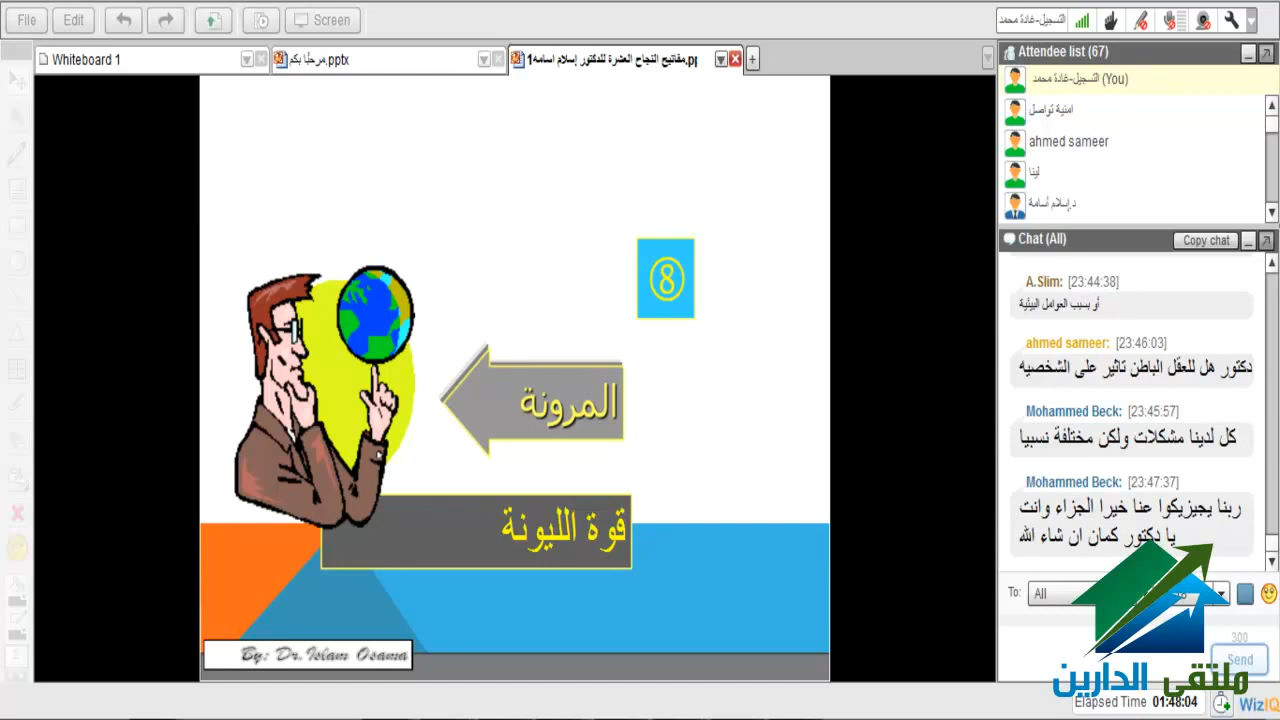 File
Edit
Screen
التسجيل-غادة محمد
Whiteboard 1
مرحبًا بكم.pptx
مفاتيح النجاح العشرة للدكتور إسلام اسامه1.pp
Attendee list (67)
التسجيل-غادة محمد (You)
امنية تواصل
ahmed sameer
لينا
د.إسلام أسامة
Chat (All)
Copy chat
A.Slim: [23:44:38]
أو بسبب العوامل البيئية
ahmed sameer: [23:46:03]
دكتور هل للعقل الباطن تاثير على الشخصيه
Mohammed Beck: [23:45:57]
كل لدينا مشكلات ولكن مختلفة نسبيا
Mohammed Beck: [23:47:37]
ربنا يجيزيكوا عنا خيرا الجزاء وانت
يا دكتور كمان ان شاء الله
To: All
300
Send
⑧
المرونة
قوة الليونة
By: Dr.Islam Osama
ملتقى الدارين
Elapsed Time 01:48:04
WizIQ